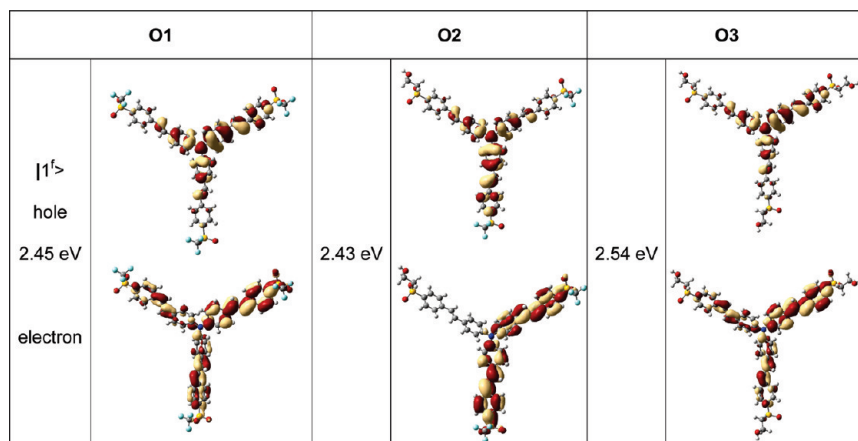 O1 O2 O3
|1ᶠ>
hole
2.45 eV 2.43 eV 2.54 eV
electron